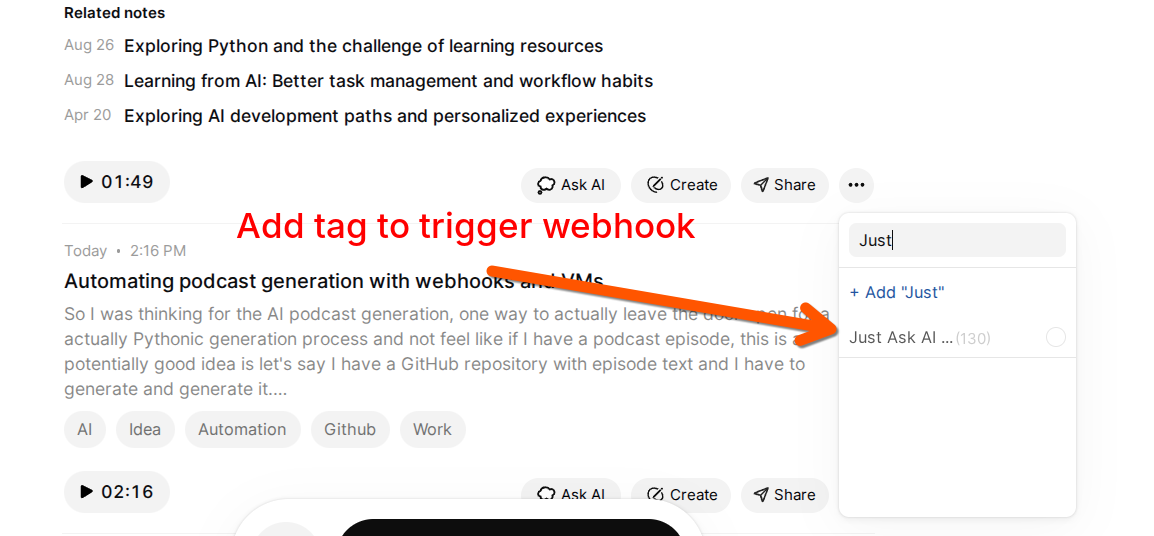 Related notes
Aug 26 Exploring Python and the challenge of learning resources
Aug 28 Learning from AI: Better task management and workflow habits
Apr 20 Exploring AI development paths and personalized experiences
01:49
Ask AI
Create
Share
Add tag to trigger webhook
Just
Today • 2:16 PM
Automating podcast generation with webhooks and VMs
+ Add "Just"
So I was thinking for the AI podcast generation, one way to actually leave the door open for a
actually Pythonic generation process and not feel like if I have a podcast episode, this is a
Just Ask AI ... (130)
potentially good idea is let's say I have a GitHub repository with episode text and I have to
generate and generate it....
AI
Idea
Automation
Github
Work
02:16
Ask AI
Create
Share